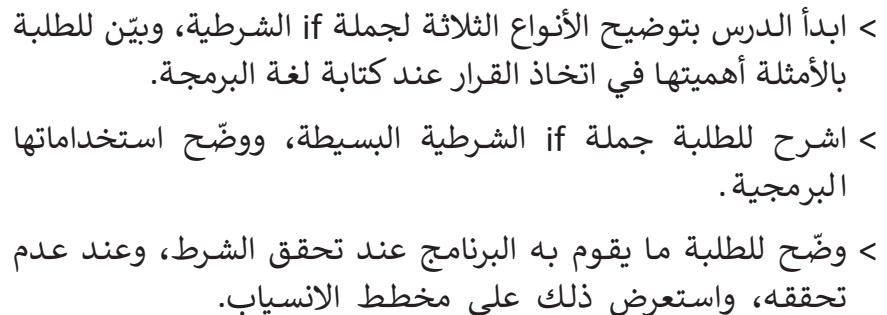 > ابدأ الدرس بتوضيح الأنواع الثلاثة لجملة if الشرطية، وبيّن للطلبة
بالأمثلة أهميتها في اتخاذ القرار عند كتابة لغة البرمجة.
> اشرح للطلبة جملة if الشرطية البسيطة، ووضّح استخداماتها
البرمجية.
> وضّح للطلبة ما يقوم به البرنامج عند تحقق الشرط، وعند عدم
تحققه، واستعرض ذلك على مخطط الانسياب.